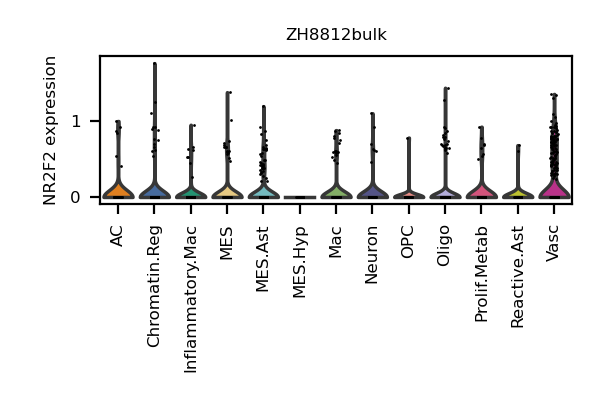 ZH8812bulk
NR2F2 expression
1
0
AC
Chromatin.Reg
Inflammatory.Mac
MES
MES.Ast
MES.Hyp
Mac
Neuron
OPC
Oligo
Prolif.Metab
Reactive.Ast
Vasc